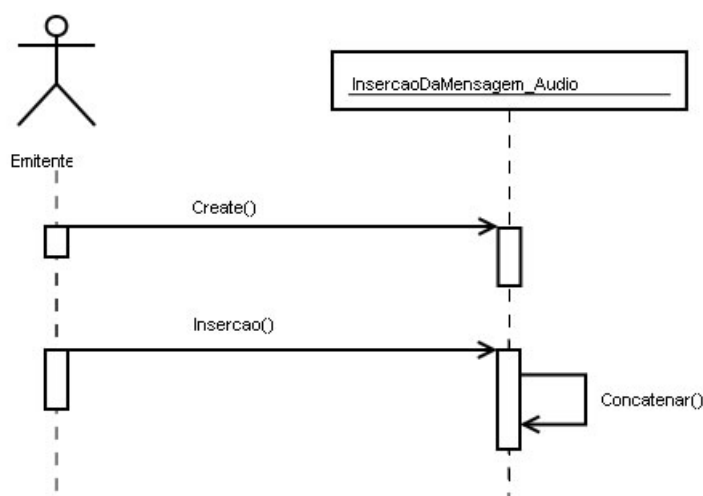 InsercaoDaMensagem_Audio
Emitente
Create()
Insercao()
Concatenar()